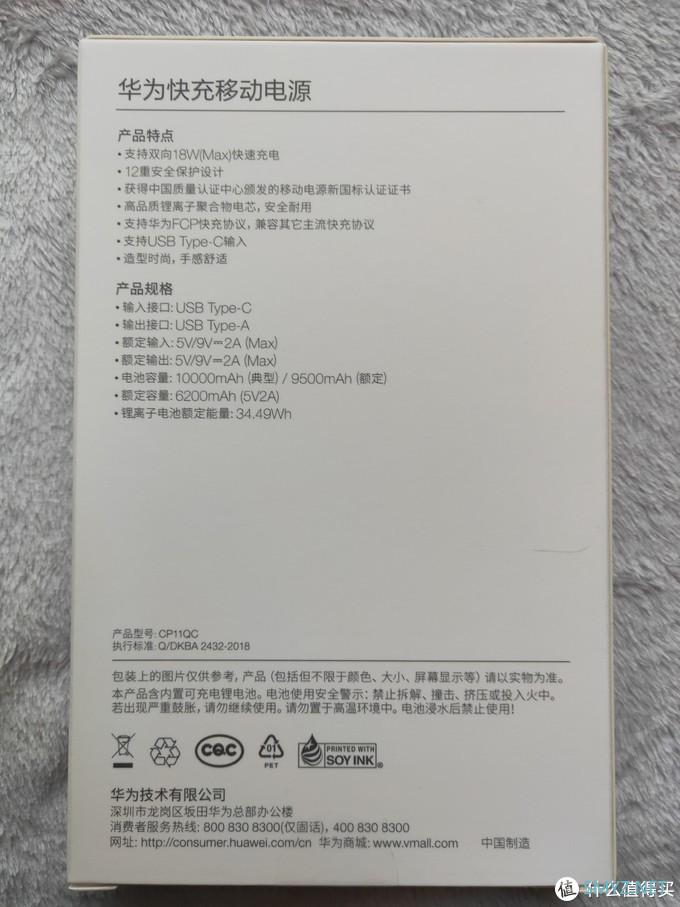 华为快充移动电源
产品特点
• 支持双向18W(Max)快速充电
• 12重安全保护设计
• 获得中国质量认证中心颁发的移动电源新国标认证证书
• 高品质锂离子聚合物电芯，安全耐用
• 支持华为FCP快充协议，兼容其它主流快充协议
• 支持USB Type-C输入
• 造型时尚，手感舒适
产品规格
• 输入接口: USB Type-C
• 输出接口: USB Type-A
• 额定输入: 5V/9V⎓2A (Max)
• 额定输出: 5V/9V⎓2A (Max)
• 电池容量: 10000mAh (典型) / 9500mAh (额定)
• 额定容量: 6200mAh (5V2A)
• 锂离子电池额定能量: 34.49Wh
产品型号: CP11QC
执行标准: Q/DKBA 2432-2018
包装上的图片仅供参考，产品（包括但不限于颜色、大小、屏幕显示等）请以实物为准。
本产品含内置可充电锂电池。电池使用安全警示: 禁止拆解、撞击、挤压或投入火中。
若出现严重鼓胀，请勿继续使用。请勿置于高温环境中。电池浸水后禁止使用！
CQC
01
PET
PRINTED WITH
SOY INK
华为技术有限公司
深圳市龙岗区坂田华为总部办公楼
消费者服务热线: 800 830 8300(仅固话)，400 830 8300
网址: http://consumer.huawei.com/cn 华为商城: www.vmall.com 中国制造
值 什么值得买